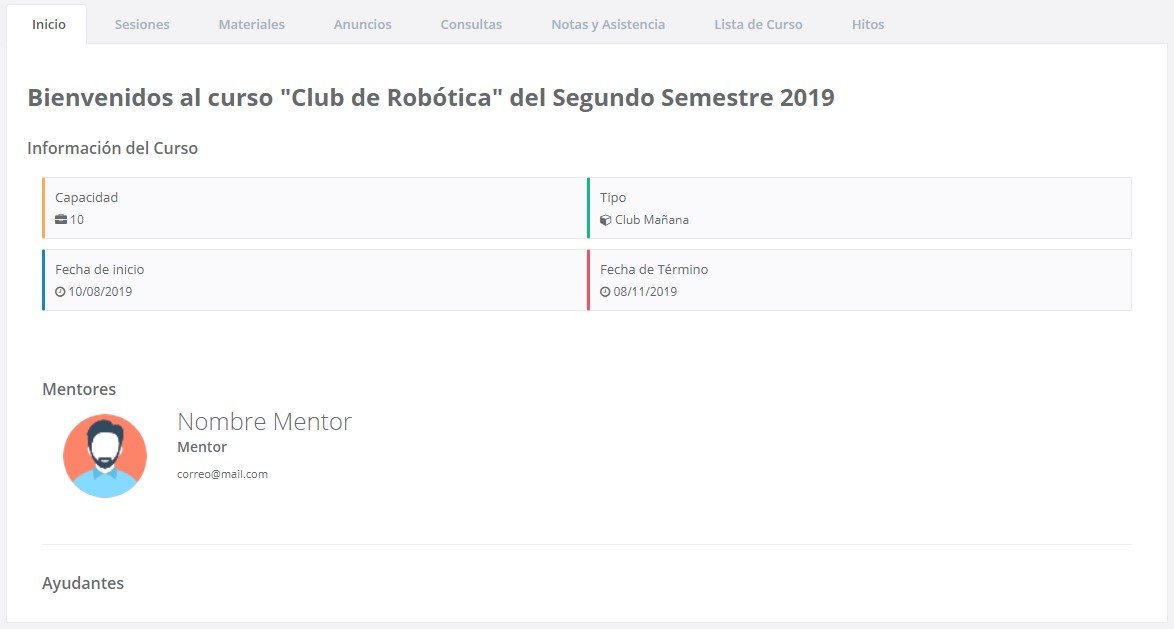 Inicio Sesiones Materiales Anuncios Consultas Notas y Asistencia Lista de Curso Hitos
Bienvenidos al curso "Club de Robótica" del Segundo Semestre 2019
Información del Curso
Capacidad
10
Tipo
Club Mañana
Fecha de inicio
10/08/2019
Fecha de Término
08/11/2019
Mentores
Nombre Mentor
Mentor
correo@mail.com
Ayudantes